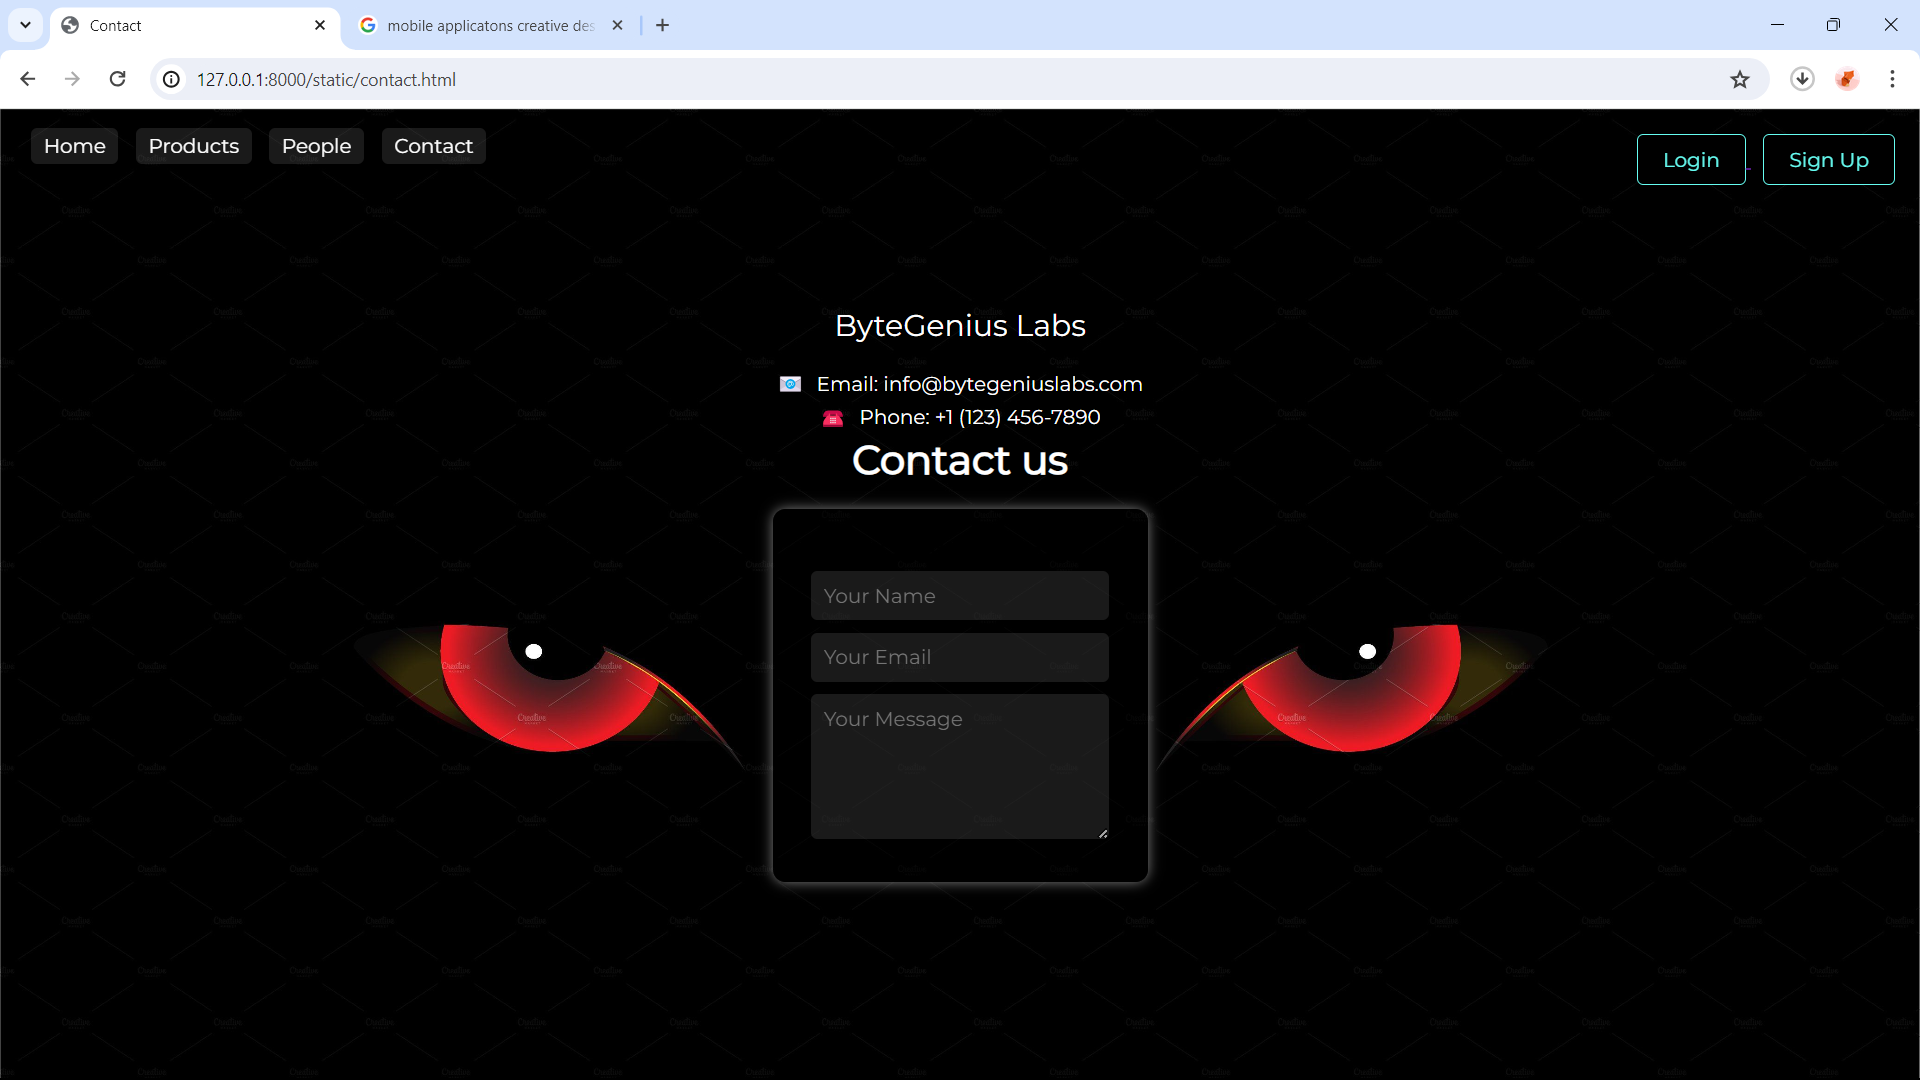 Contact
mobile applicatons creative des
127.0.0.1:8000/static/contact.html
Home Products People Contact
Login Sign Up
ByteGenius Labs
📧 Email: info@bytegeniuslabs.com
☎️ Phone: +1 (123) 456-7890
Contact us
Your Name
Your Email
Your Message
Creative